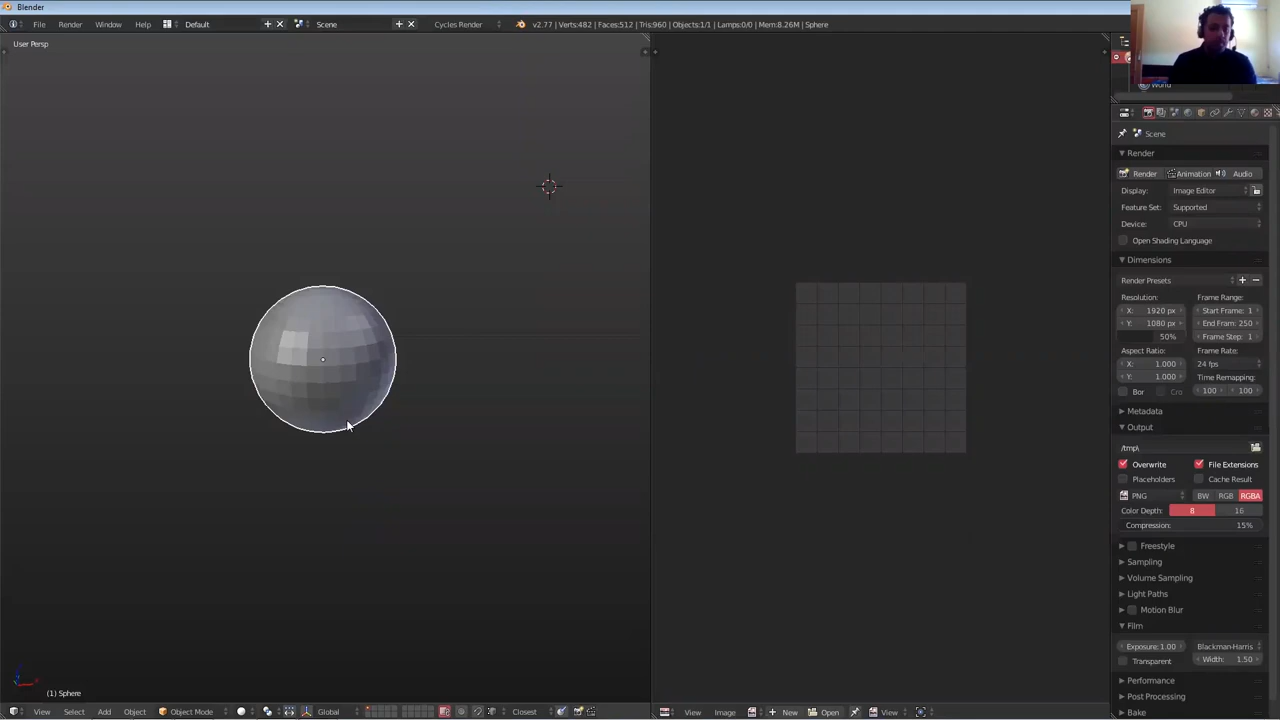 Blender
File Render Window Help Default Scene Cycles Render v2.77 | Verts:482 | Faces:512 | Tris:960 | Objects:1/1 | Lamps:0/0 | Mem:8.26M | Sphere
User Persp
World
Scene
Render
Render Animation Audio
Display: Image Editor
Feature Set: Supported
Device: CPU
Open Shading Language
Dimensions
Render Presets
Resolution: Frame Range:
X: 1920 px Start Frame: 1
Y: 1080 px End Fram: 250
50% Frame Step: 1
Aspect Ratio: Frame Rate:
X: 1.000 24 fps
Y: 1.000 Time Remapping:
Bor Cro 100 100
Metadata
Output
/tmp\
Overwrite File Extensions
Placeholders Cache Result
PNG BW RGB RGBA
Color Depth: 8 16
Compression: 15%
Freestyle
Sampling
Volume Sampling
Light Paths
Motion Blur
Film
Exposure: 1.00 Blackman-Harris
Transparent Width: 1.50
Performance
Post Processing
Bake
(1) Sphere
View Select Add Object Object Mode Global Closest View Image New Open View